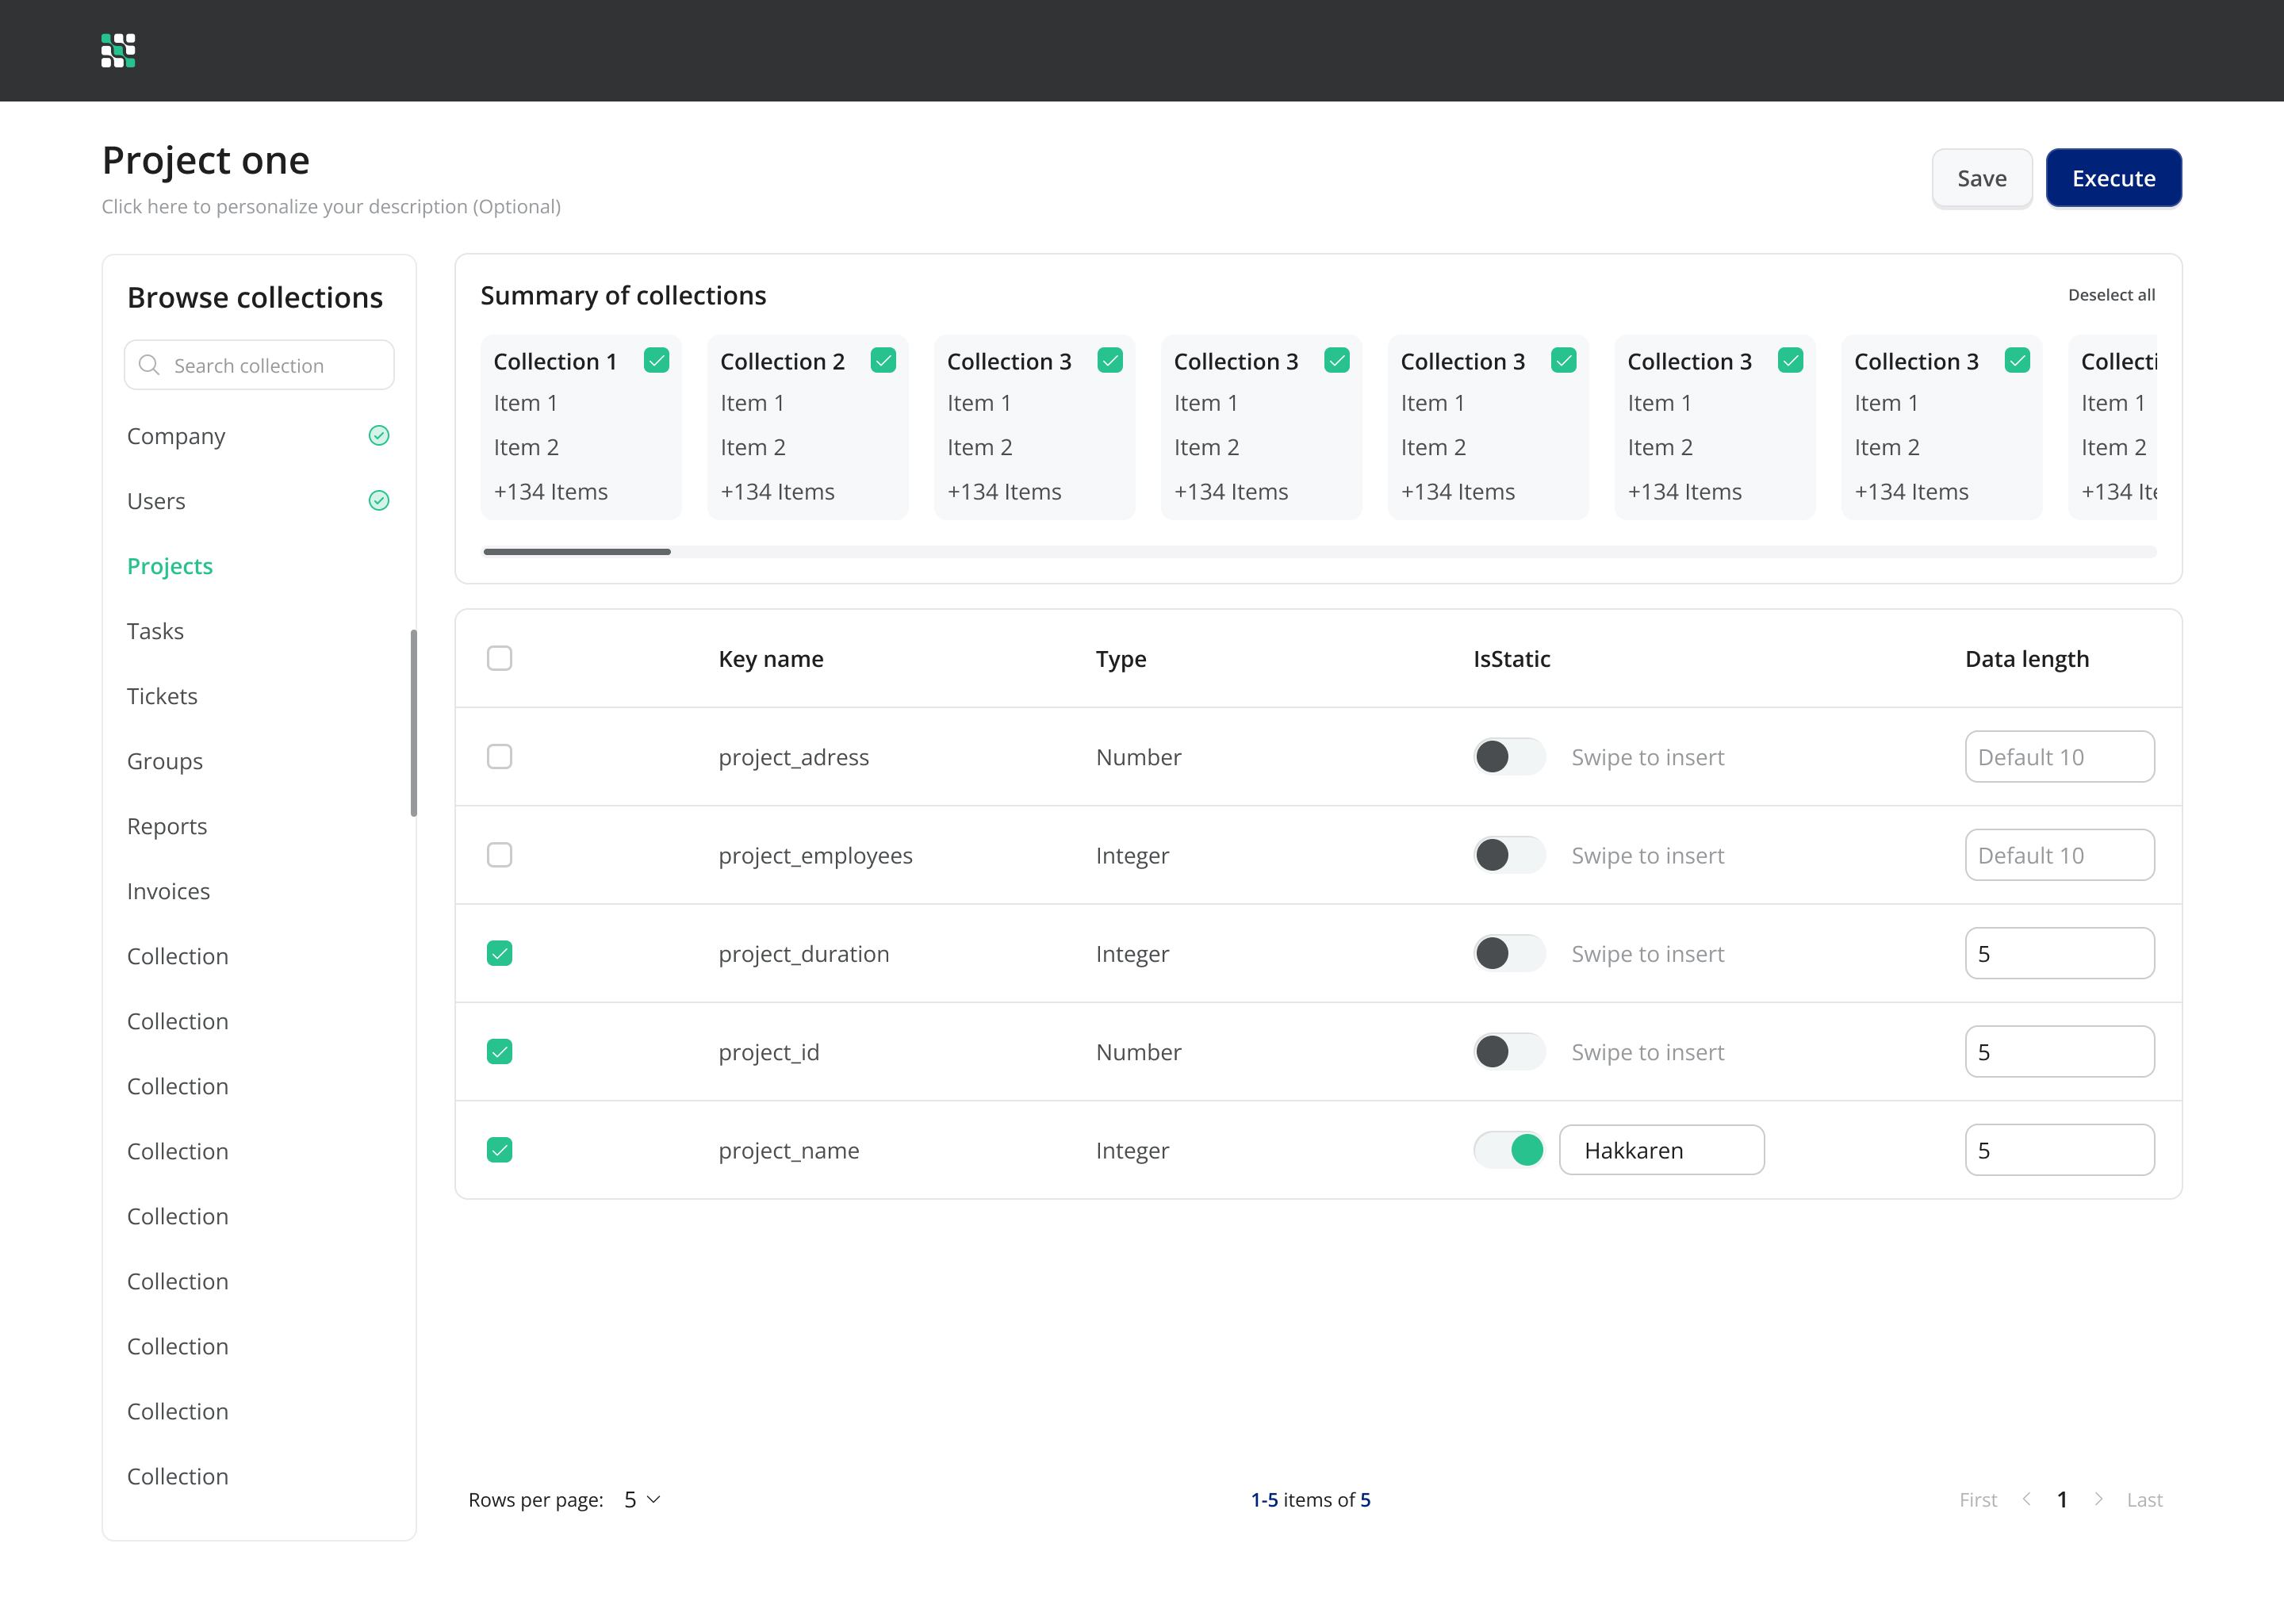 Project one
Click here to personalize your description (Optional)
Save
Execute
Browse collections
Search collection
Company
Users
Projects
Tasks
Tickets
Groups
Reports
Invoices
Collection
Collection
Collection
Collection
Collection
Collection
Collection
Collection
Collection
Summary of collections
Deselect all
Collection 1
Item 1
Item 2
+134 Items
Collection 2
Item 1
Item 2
+134 Items
Collection 3
Item 1
Item 2
+134 Items
Collection 3
Item 1
Item 2
+134 Items
Collection 3
Item 1
Item 2
+134 Items
Collection 3
Item 1
Item 2
+134 Items
Collection 3
Item 1
Item 2
+134 Items
Collecti
Item 1
Item 2
+134 Ite
Key name Type IsStatic Data length
project_adress Number Swipe to insert Default 10
project_employees Integer Swipe to insert Default 10
project_duration Integer Swipe to insert 5
project_id Number Swipe to insert 5
project_name Integer Hakkaren 5
Rows per page: 5
1-5 items of 5
First 1 Last